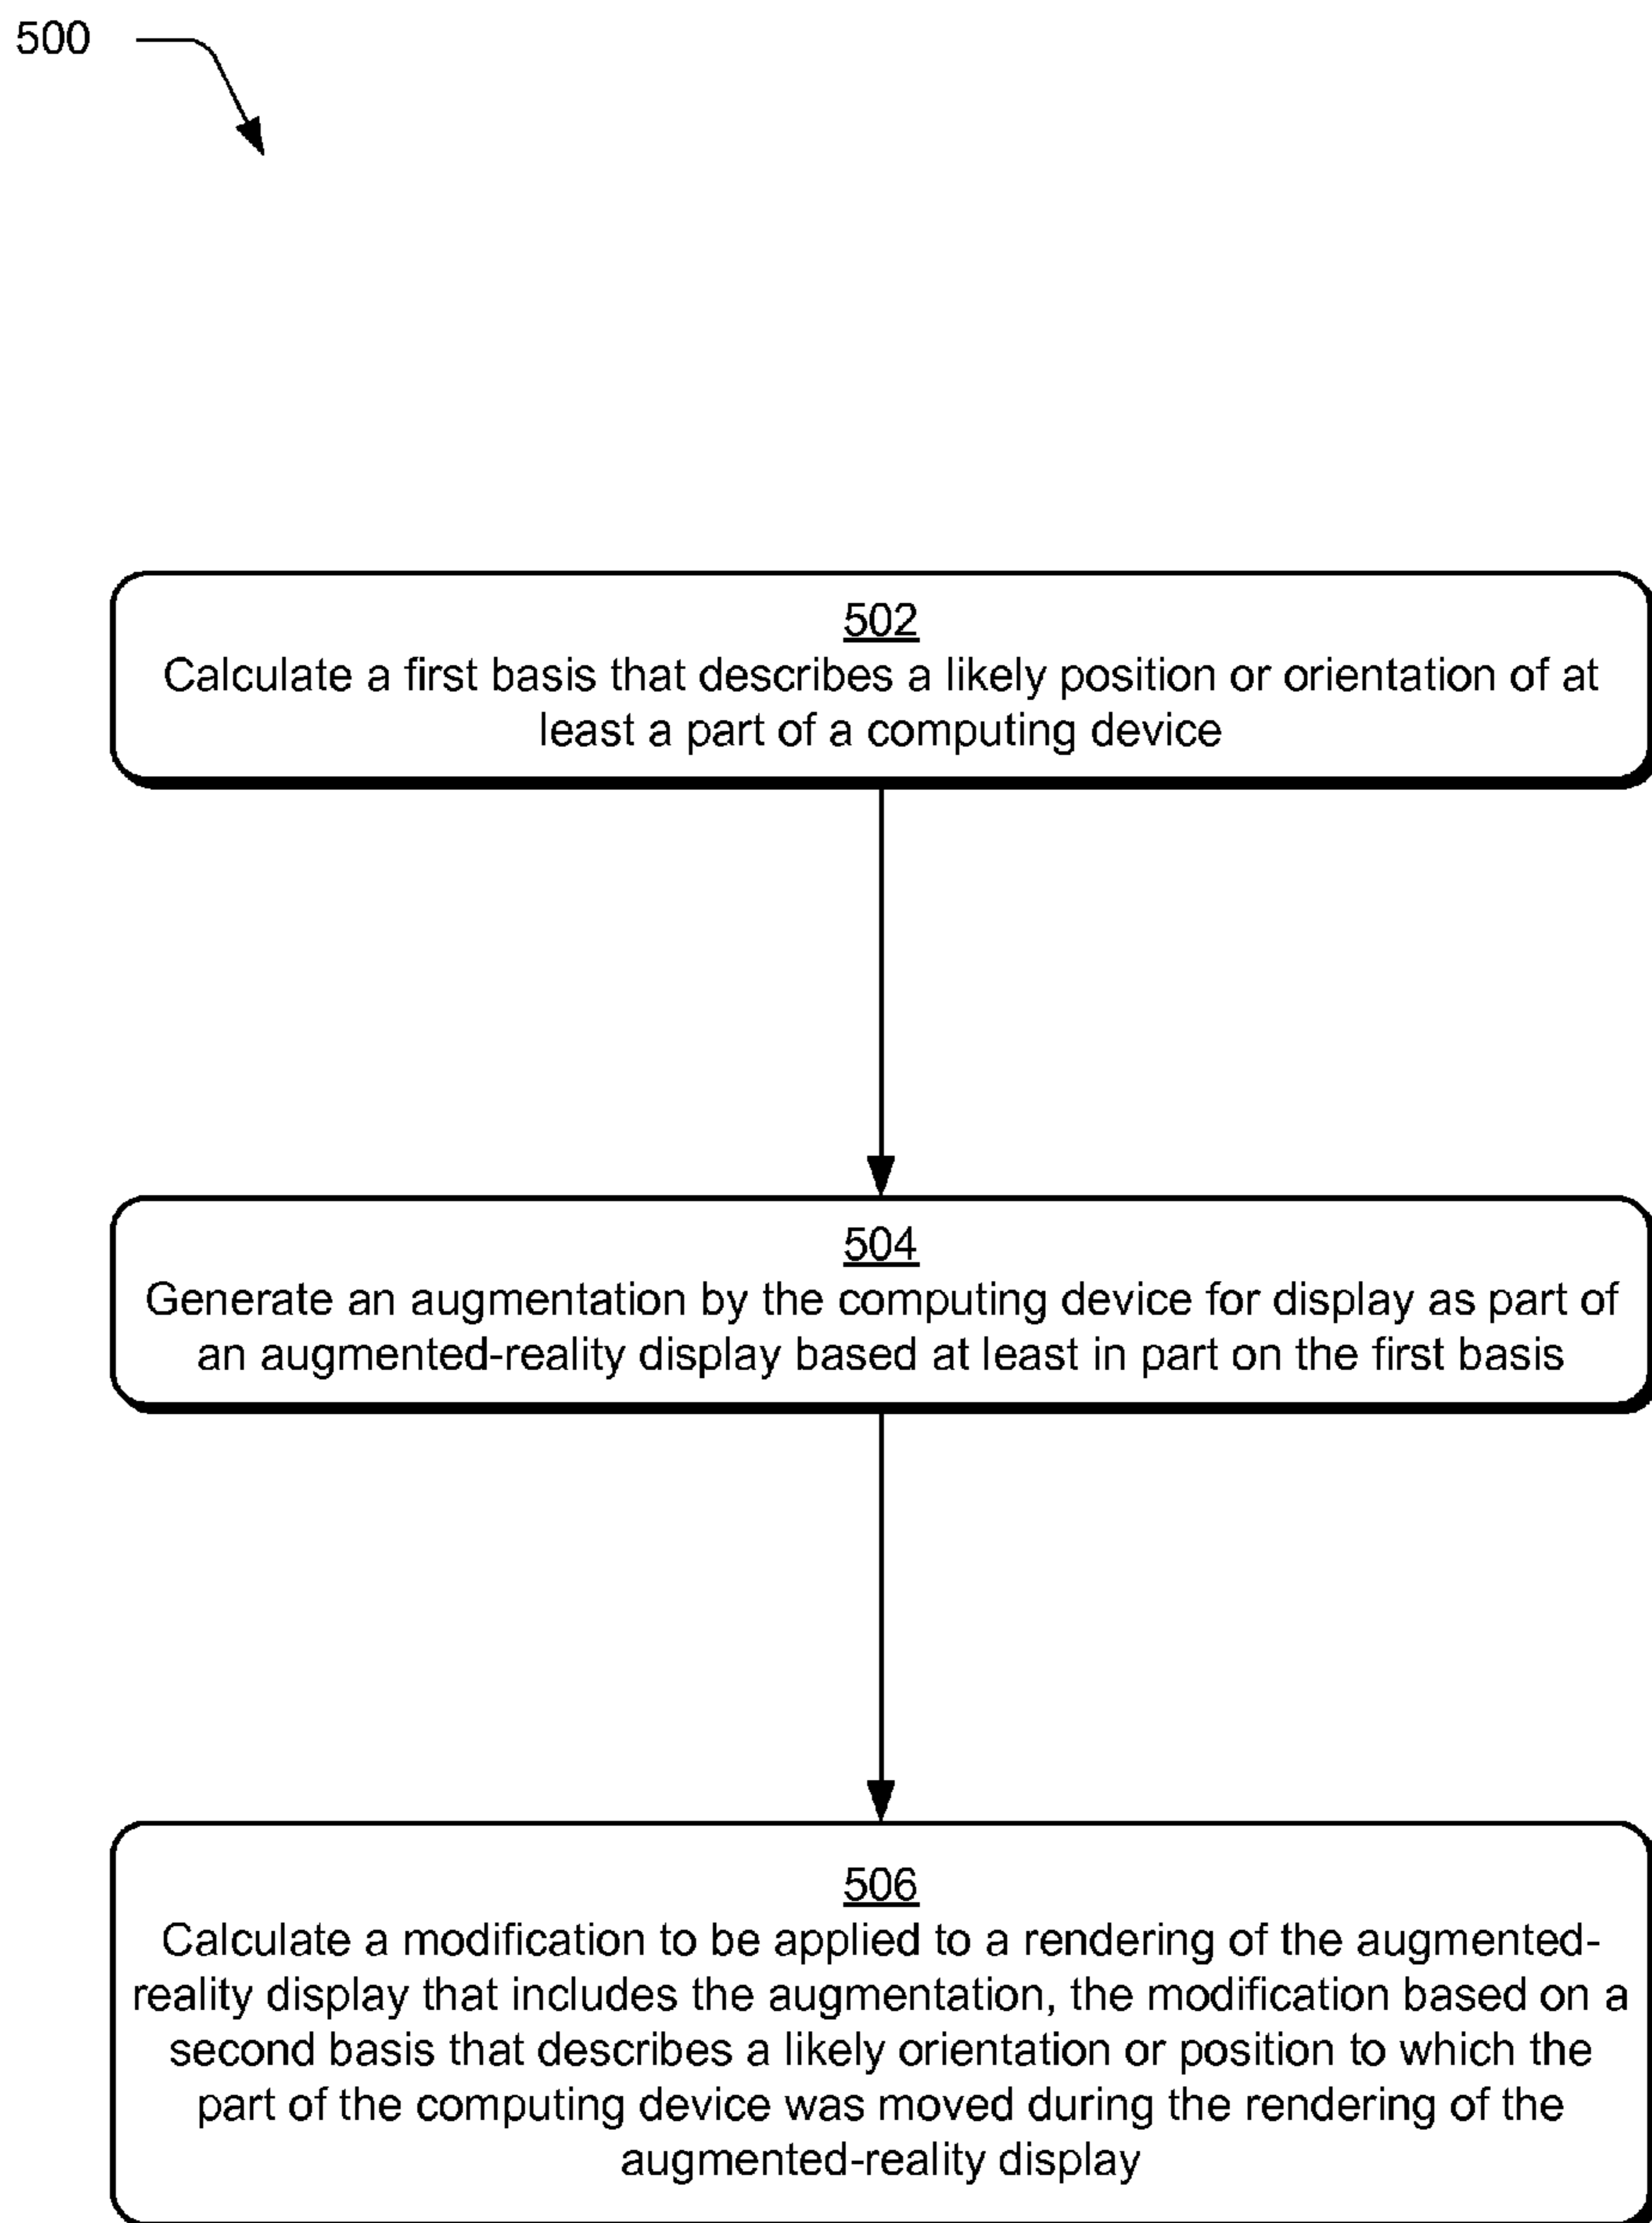 500
502
Calculate a first basis that describes a likely position or orientation of at
least a part of a computing device
504
Generate an augmentation by the computing device for display as part of
an augmented-reality display based at least in part on the first basis
506
Calculate a modification to be applied to a rendering of the augmented-
reality display that includes the augmentation, the modification based on a
second basis that describes a likely orientation or position to which the
part of the computing device was moved during the rendering of the
augmented-reality display